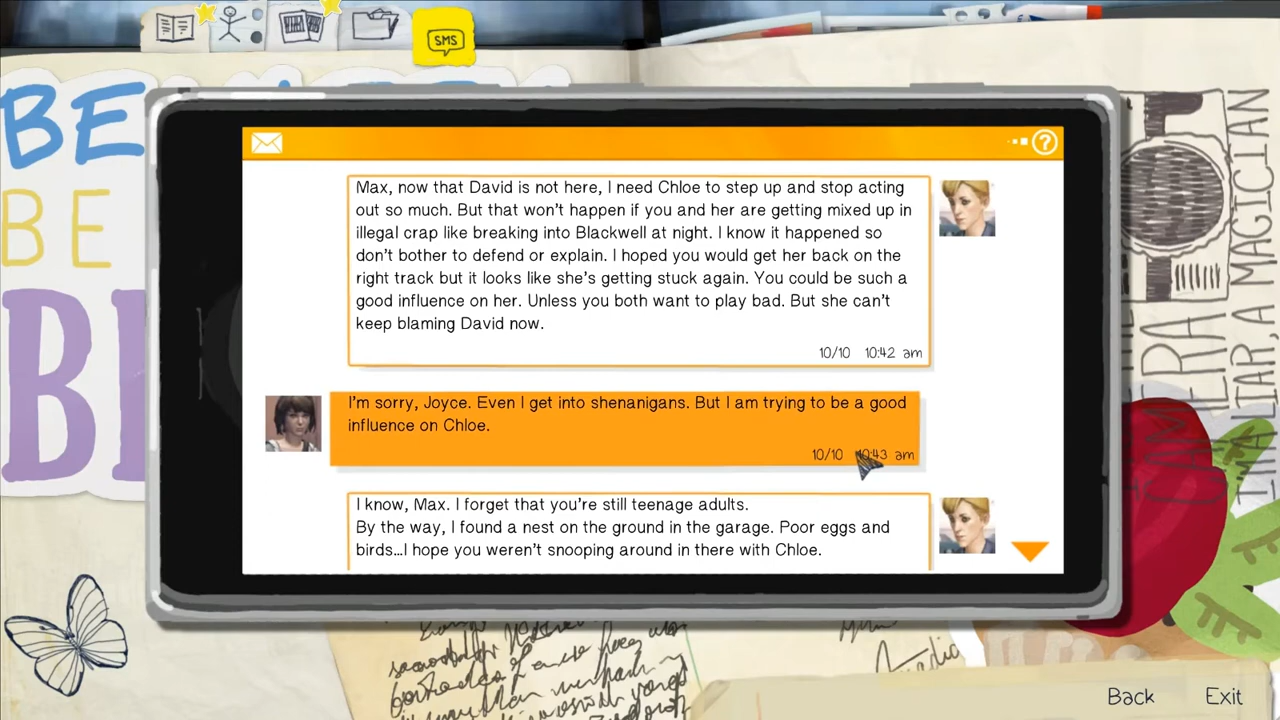 SMS
BE
BE
BE
?
Max, now that David is not here, I need Chloe to step up and stop acting
out so much. But that won't happen if you and her are getting mixed up in
illegal crap like breaking into Blackwell at night. I know it happened so
don't bother to defend or explain. I hoped you would get her back on the
right track but it looks like she's getting stuck again. You could be such a
good influence on her. Unless you both want to play bad. But she can't
keep blaming David now.
10/10 10:42 am
I'm sorry, Joyce. Even I get into shenanigans. But I am trying to be a good
influence on Chloe.
10/10 10:43 am
I know, Max. I forget that you're still teenage adults.
By the way, I found a nest on the ground in the garage. Poor eggs and
birds...I hope you weren't snooping around in there with Chloe.
Back Exit